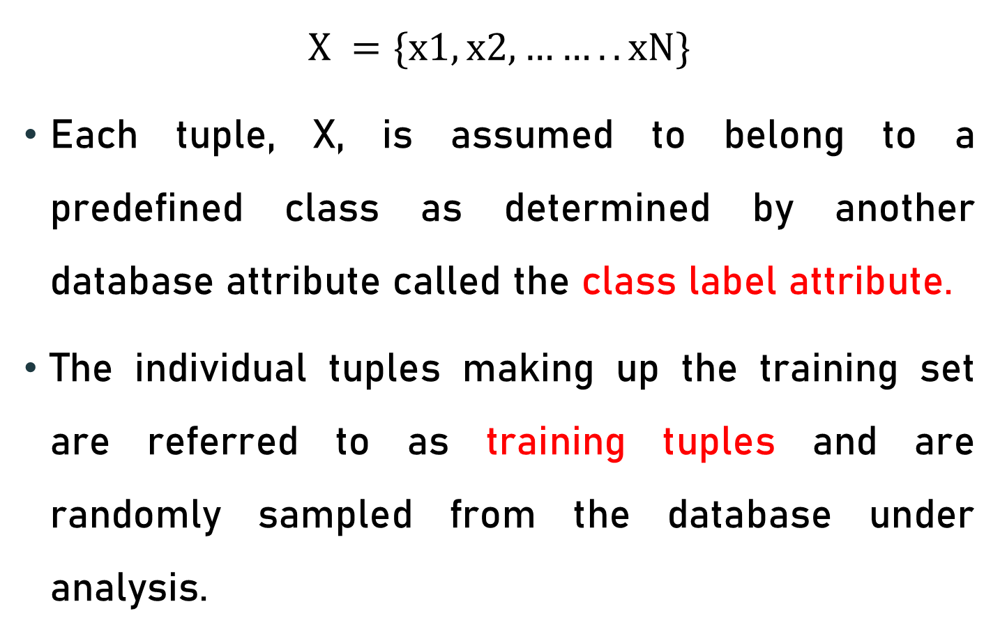 X = {x1, x2, … … . . xN}
• Each tuple, X, is assumed to belong to a
predefined class as determined by another
database attribute called the class label attribute.
• The individual tuples making up the training set
are referred to as training tuples and are
randomly sampled from the database under
analysis.